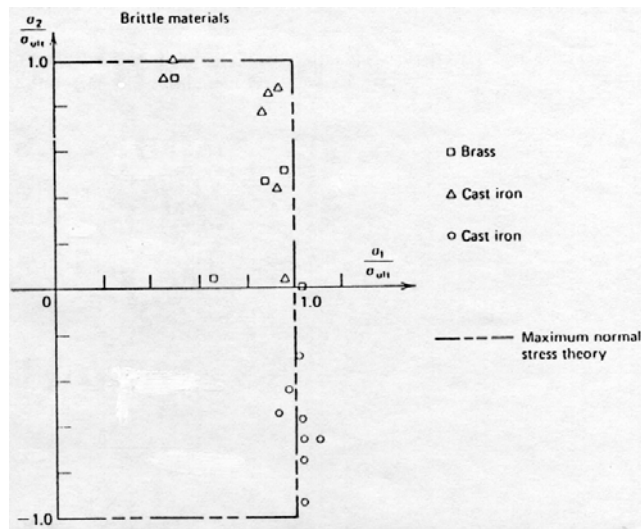 Brittle materials
σ2
σult
1.0
□ Brass
△ Cast iron
○ Cast iron
σ1
σult
0
1.0
Maximum normal
stress theory
−1.0